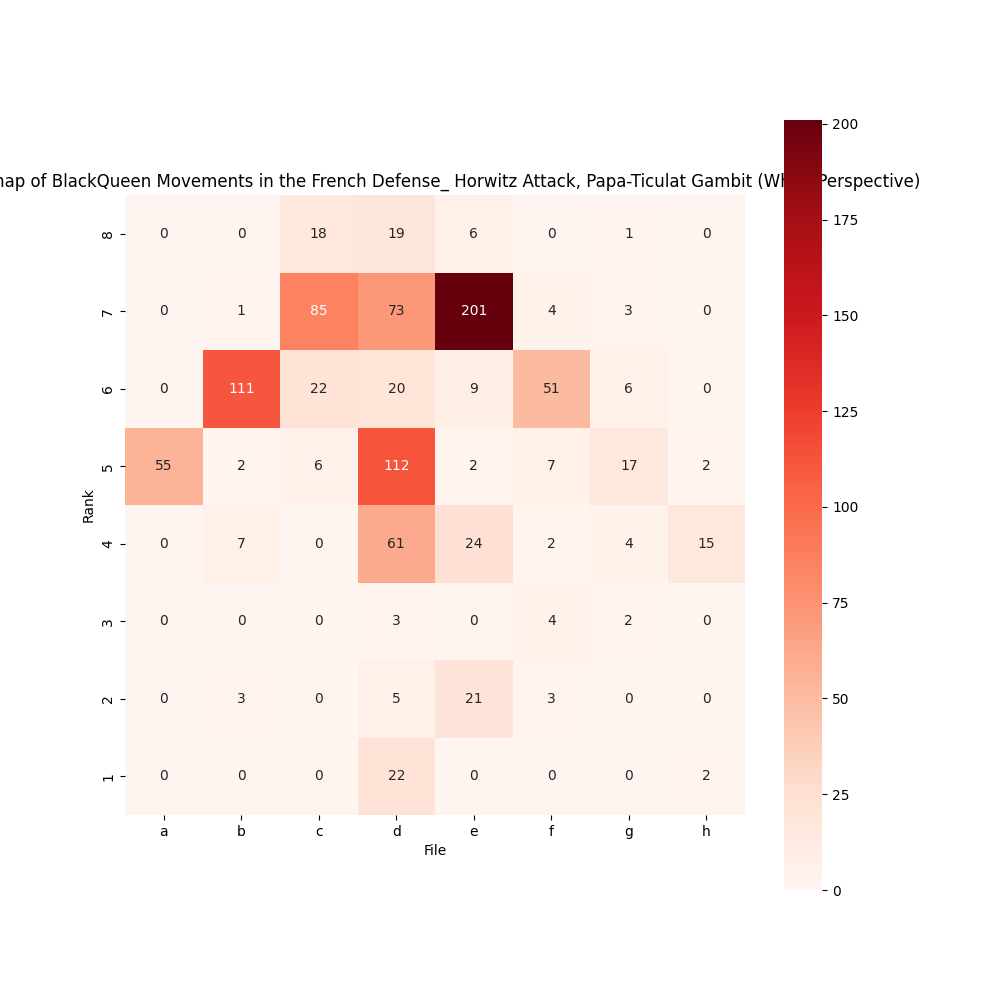 map of BlackQueen Movements in the French Defense_ Horwitz Attack, Papa-Ticulat Gambit (Perspective)
200
175
150
125
100
75
50
25
0
Rank
8 0 0 18 19 6 0 1 0
7 0 1 85 73 201 4 3 0
6 0 111 22 20 9 51 6 0
5 55 2 6 112 2 7 17 2
4 0 7 0 61 24 2 4 15
3 0 0 0 3 0 4 2 0
2 0 3 0 5 21 3 0 0
1 0 0 0 22 0 0 0 2
a b c d e f g h
File